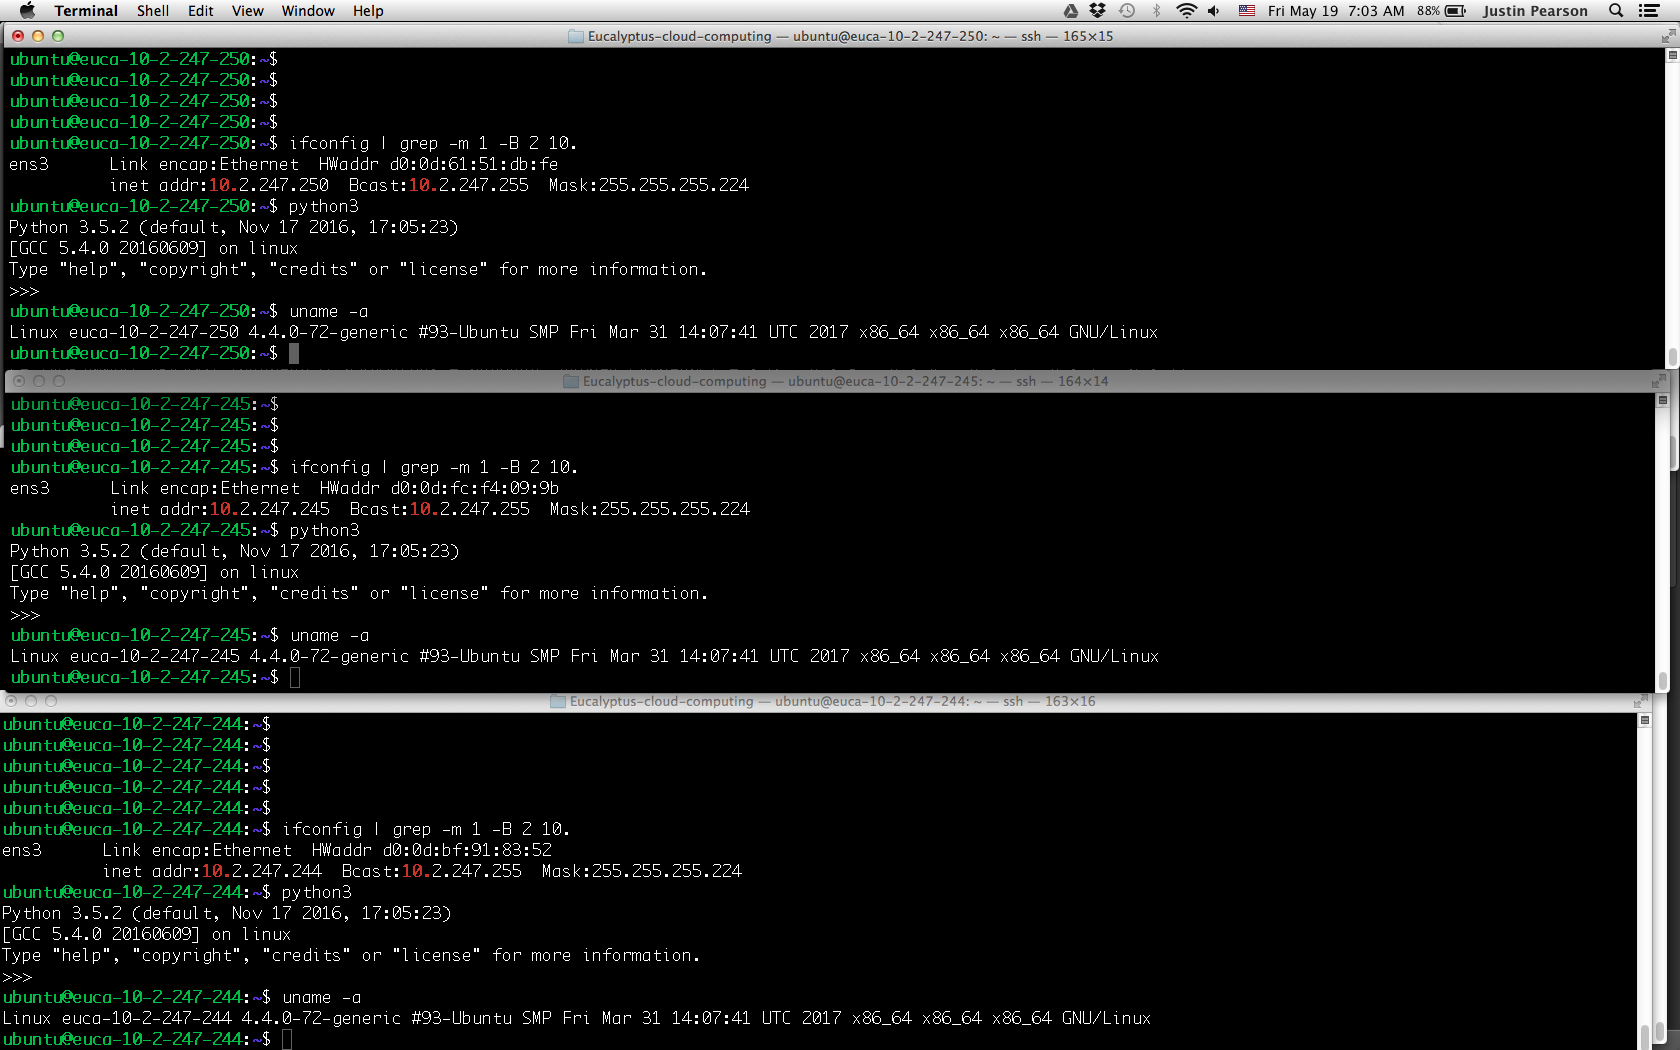 Terminal Shell Edit View Window Help Fri May 19 7:03 AM 88% Justin Pearson
Eucalyptus-cloud-computing — ubuntu@euca-10-2-247-250: ~ — ssh — 165×15
ubuntu@euca-10-2-247-250:~$
ubuntu@euca-10-2-247-250:~$
ubuntu@euca-10-2-247-250:~$
ubuntu@euca-10-2-247-250:~$
ubuntu@euca-10-2-247-250:~$ ifconfig | grep -m 1 -B 2 10.
ens3      Link encap:Ethernet  HWaddr d0:0d:61:51:db:fe
          inet addr:10.2.247.250  Bcast:10.2.247.255  Mask:255.255.255.224
ubuntu@euca-10-2-247-250:~$ python3
Python 3.5.2 (default, Nov 17 2016, 17:05:23)
[GCC 5.4.0 20160609] on linux
Type "help", "copyright", "credits" or "license" for more information.
>>>
ubuntu@euca-10-2-247-250:~$ uname -a
Linux euca-10-2-247-250 4.4.0-72-generic #93-Ubuntu SMP Fri Mar 31 14:07:41 UTC 2017 x86_64 x86_64 x86_64 GNU/Linux
ubuntu@euca-10-2-247-250:~$
Eucalyptus-cloud-computing — ubuntu@euca-10-2-247-245: ~ — ssh — 164×14
ubuntu@euca-10-2-247-245:~$
ubuntu@euca-10-2-247-245:~$
ubuntu@euca-10-2-247-245:~$
ubuntu@euca-10-2-247-245:~$ ifconfig | grep -m 1 -B 2 10.
ens3      Link encap:Ethernet  HWaddr d0:0d:fc:f4:09:9b
          inet addr:10.2.247.245  Bcast:10.2.247.255  Mask:255.255.255.224
ubuntu@euca-10-2-247-245:~$ python3
Python 3.5.2 (default, Nov 17 2016, 17:05:23)
[GCC 5.4.0 20160609] on linux
Type "help", "copyright", "credits" or "license" for more information.
>>>
ubuntu@euca-10-2-247-245:~$ uname -a
Linux euca-10-2-247-245 4.4.0-72-generic #93-Ubuntu SMP Fri Mar 31 14:07:41 UTC 2017 x86_64 x86_64 x86_64 GNU/Linux
ubuntu@euca-10-2-247-245:~$
Eucalyptus-cloud-computing — ubuntu@euca-10-2-247-244: ~ — ssh — 163×16
ubuntu@euca-10-2-247-244:~$
ubuntu@euca-10-2-247-244:~$
ubuntu@euca-10-2-247-244:~$
ubuntu@euca-10-2-247-244:~$
ubuntu@euca-10-2-247-244:~$
ubuntu@euca-10-2-247-244:~$ ifconfig | grep -m 1 -B 2 10.
ens3      Link encap:Ethernet  HWaddr d0:0d:bf:91:83:52
          inet addr:10.2.247.244  Bcast:10.2.247.255  Mask:255.255.255.224
ubuntu@euca-10-2-247-244:~$ python3
Python 3.5.2 (default, Nov 17 2016, 17:05:23)
[GCC 5.4.0 20160609] on linux
Type "help", "copyright", "credits" or "license" for more information.
>>>
ubuntu@euca-10-2-247-244:~$ uname -a
Linux euca-10-2-247-244 4.4.0-72-generic #93-Ubuntu SMP Fri Mar 31 14:07:41 UTC 2017 x86_64 x86_64 x86_64 GNU/Linux
ubuntu@euca-10-2-247-244:~$